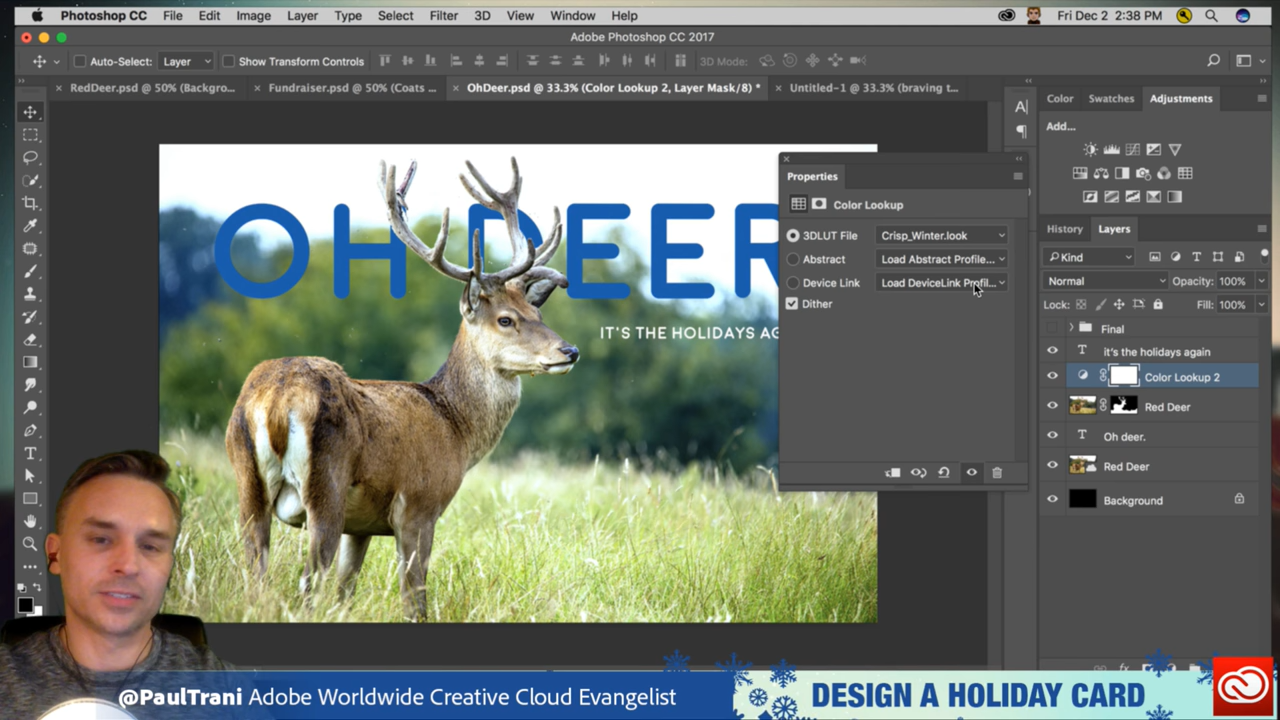 Photoshop CC File Edit Image Layer Type Select Filter 3D View Window Help Fri Dec 2 2:38 PM
Adobe Photoshop CC 2017
Auto-Select: Layer Show Transform Controls 3D Mode:
RedDeer.psd @ 50% (Backgro... Fundraiser.psd @ 50% (Coats ... OhDeer.psd @ 33.3% (Color Lookup 2, Layer Mask/8) * Untitled-1 @ 33.3% (braving t...
Color Swatches Adjustments
Add...
OH DEER
IT'S THE HOLIDAYS AG
Properties
Color Lookup
3DLUT File Crisp_Winter.look
Abstract Load Abstract Profile...
Device Link Load DeviceLink Profil...
Dither
History Layers
Kind
Normal Opacity: 100%
Lock: Fill: 100%
Final
it's the holidays again
Color Lookup 2
Red Deer
Oh deer.
Red Deer
Background
@PaulTrani Adobe Worldwide Creative Cloud Evangelist
DESIGN A HOLIDAY CARD